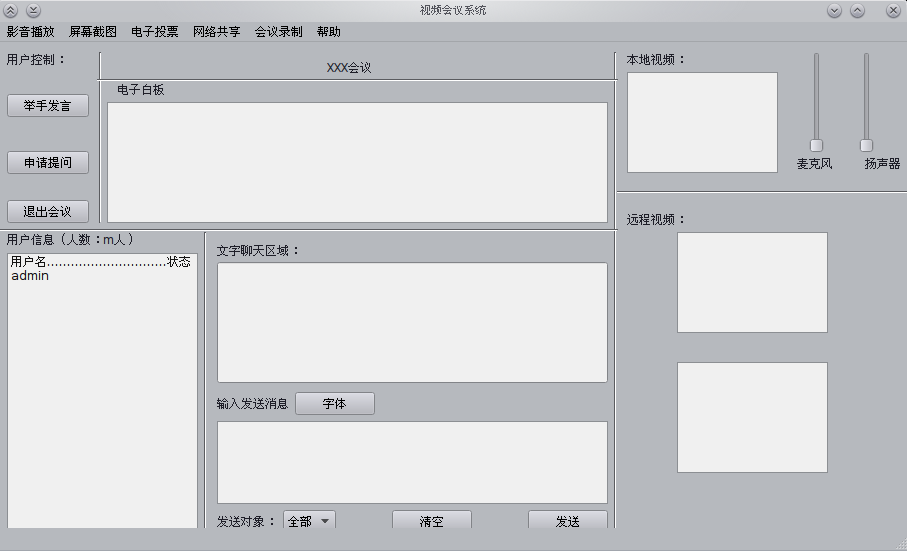 视频会议系统
影音播放 屏幕截图 电子投票 网络共享 会议录制 帮助
用户控制：
XXX会议
本地视频：
电子白板
举手发言
申请提问
麦克风 扬声器
退出会议
远程视频：
用户信息（人数：m人）
文字聊天区域：
用户名..............................状态
admin
输入发送消息 字体
发送对象： 全部 清空 发送